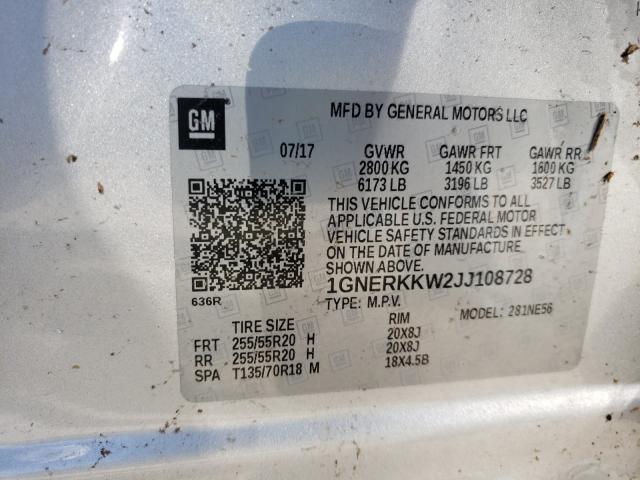 GM
MFD BY GENERAL MOTORS LLC
07/17 GVWR GAWR FRT GAWR RR
2800 KG 1450 KG 1600 KG
6173 LB 3196 LB 3527 LB
THIS VEHICLE CONFORMS TO ALL
APPLICABLE U.S. FEDERAL MOTOR
VEHICLE SAFETY STANDARDS IN EFFECT
ON THE DATE OF MANUFACTURE
SHOWN ABOVE.
1GNERKKW2JJ108728
636R
TYPE: M.P.V. MODEL: 281NE56
TIRE SIZE RIM
FRT 255/55R20 H 20X8J
RR 255/55R20 H 20X8J
SPA T135/70R18 M 18X4.5B